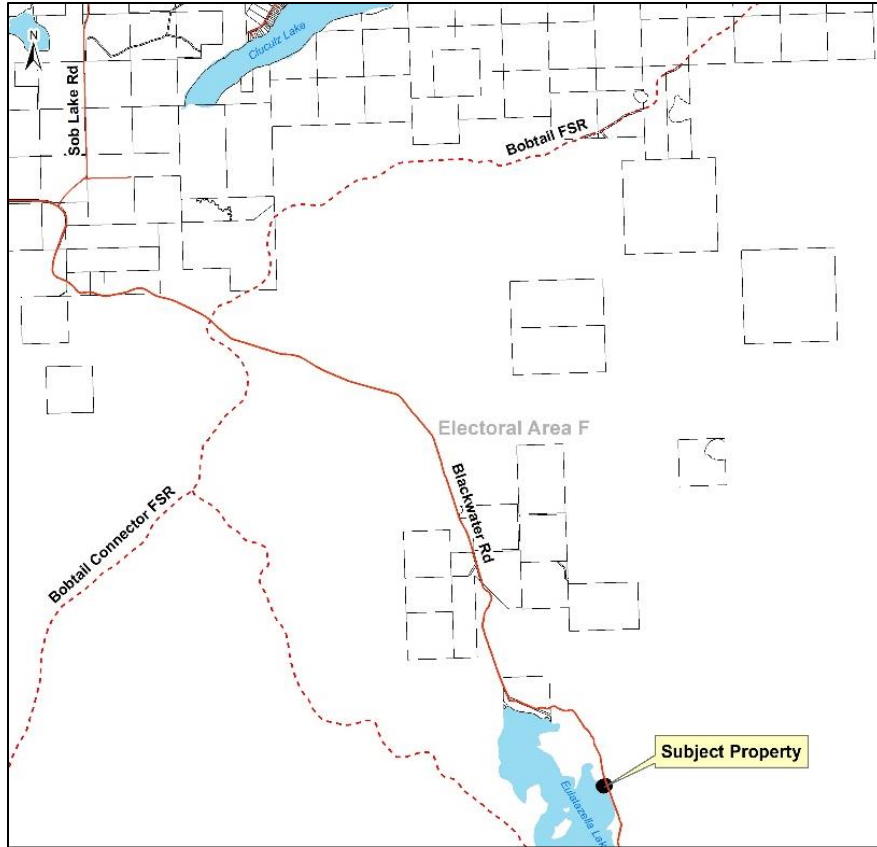 N
Cluculz Lake
Sob Lake Rd
Bobtail FSR
Electoral Area F
Blackwater Rd
Bobtail Connector FSR
Subject Property
Eulatazella Lake